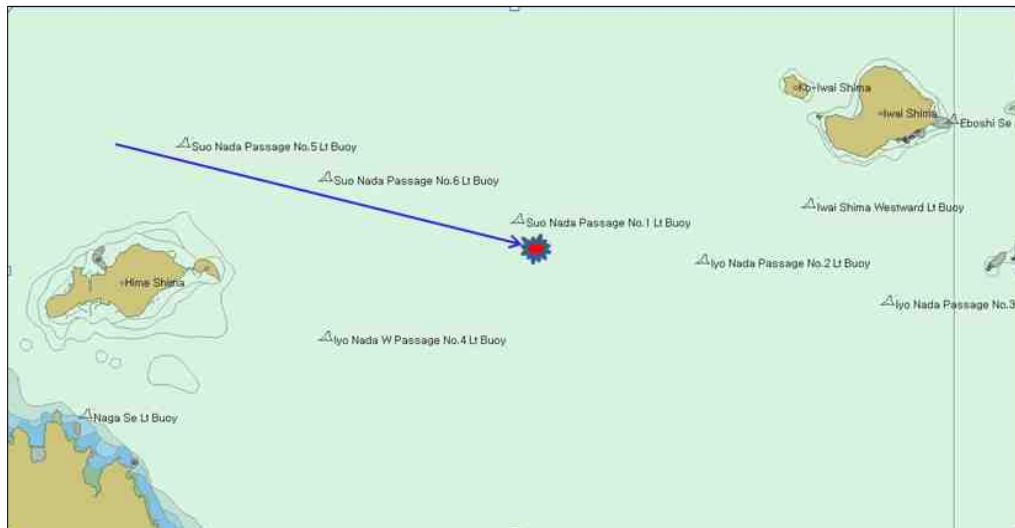 Ko-Iwai Shima
Iwai Shima
Eboshi Se
Suo Nada Passage No.5 Lt Buoy
Suo Nada Passage No.6 Lt Buoy
Iwai Shima Westward Lt Buoy
Suo Nada Passage No.1 Lt Buoy
Iyo Nada Passage No.2 Lt Buoy
Hime Shima
Iyo Nada Passage No.3
Iyo Nada W Passage No.4 Lt Buoy
Naga Se Lt Buoy